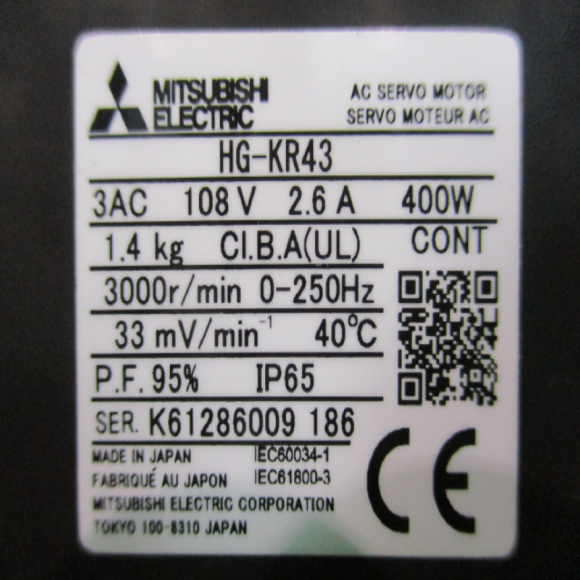 MITSUBISHI ELECTRIC
AC SERVO MOTOR
SERVO MOTEUR AC
HG-KR43
3AC 108 V 2.6 A 400W
1.4 kg CI.B.A(UL) CONT
3000r/min 0-250Hz
33 mV/min⁻¹ 40℃
P.F. 95% IP65
SER. K61286009 186
MADE IN JAPAN IEC60034-1
FABRIQUÉ AU JAPON IEC61800-3
MITSUBISHI ELECTRIC CORPORATION
TOKYO 100-8310 JAPAN
CE